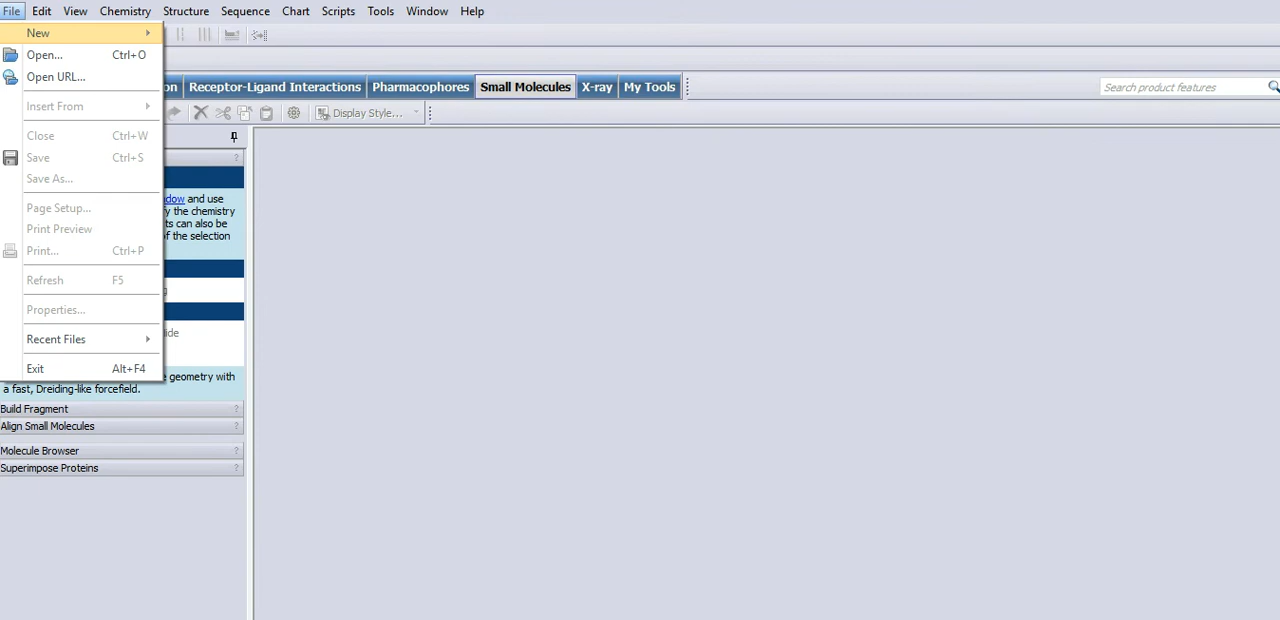 File Edit View Chemistry Structure Sequence Chart Scripts Tools Window Help
New
Open... Ctrl+O
Open URL...
Insert From
Close Ctrl+W
Save Ctrl+S
Save As...
Page Setup...
Print Preview
Print... Ctrl+P
Refresh F5
Properties...
Recent Files
Exit Alt+F4
on Receptor-Ligand Interactions Pharmacophores Small Molecules X-ray My Tools Search product features
Display Style...
?
dow and use
fy the chemistry
ts can also be
of the selection
g
lide
e geometry with
a fast, Dreiding-like forcefield.
Build Fragment ?
Align Small Molecules ?
Molecule Browser ?
Superimpose Proteins ?